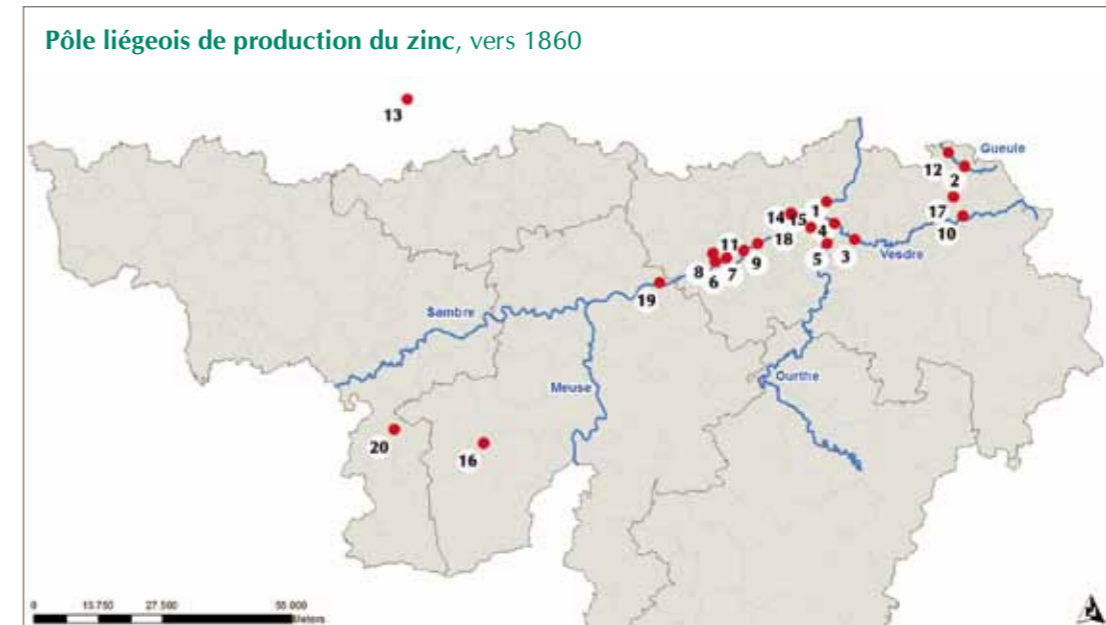 Pôle liégeois de production du zinc, vers 1860
13
Gueule
12
2
14
15
1
4
17
10
11
18
5
3
Vesdre
8
6
7
9
19
Sambre
Meuse
Ourthe
20
16
0 13 750 27 500 55 000
Meters